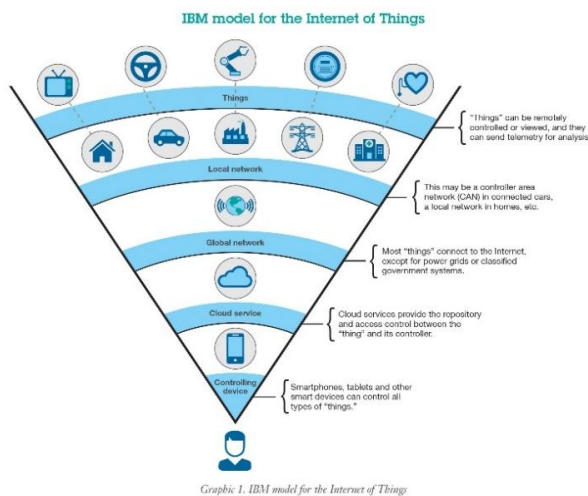 IBM model for the Internet of Things
Things
"Things" can be remotely
controlled or viewed, and they
can send telemetry for analysis.
Local network
This may be a controller area
network (CAN) in connected cars,
a local network in homes, etc.
Global network
Most "things" connect to the Internet,
except for power grids or classified
government systems.
Cloud service
Cloud services provide the repository
and access control between the
"thing" and its controller.
Controlling
device
Smartphones, tablets and other
smart devices can control all
types of "things."
Graphic 1. IBM model for the Internet of Things